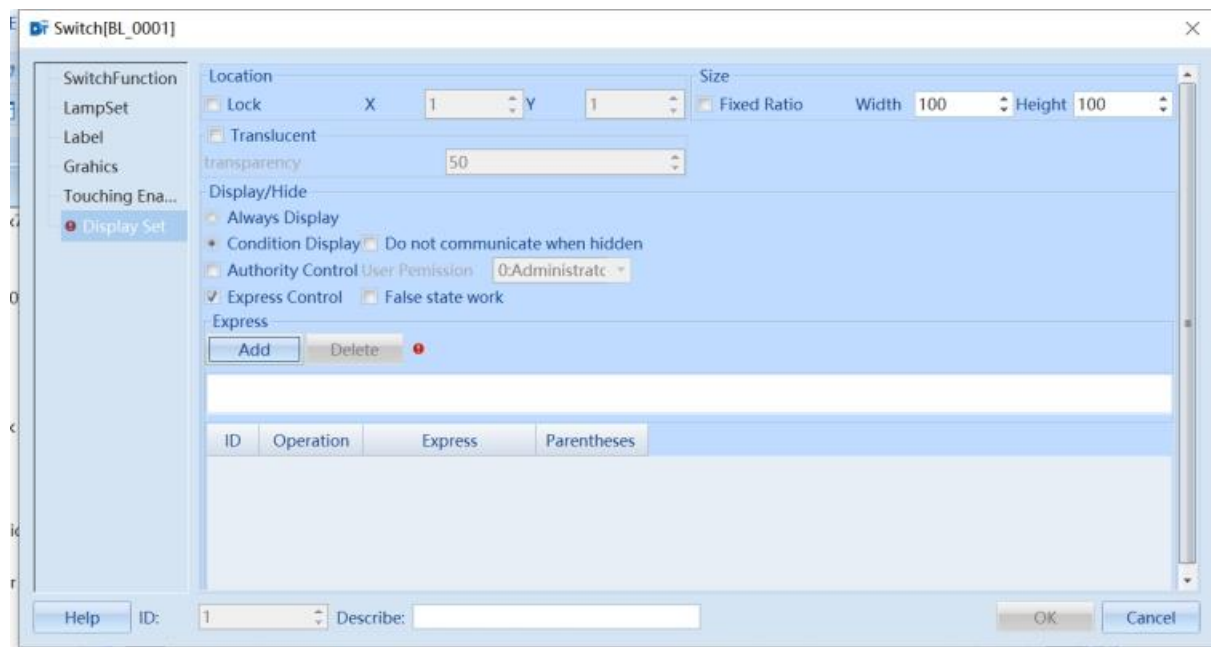 Switch[BL_0001]
SwitchFunction
LampSet
Label
Grahics
Touching Ena...
Display Set
Location
Lock X 1 Y 1
Size
Fixed Ratio Width 100 Height 100
Translucent
transparency 50
Display/Hide
Always Display
Condition Display Do not communicate when hidden
Authority Control User Pemission 0:Administratc
Express Control False state work
Express
Add Delete
ID Operation Express Parentheses
Help ID: 1 Describe: OK Cancel